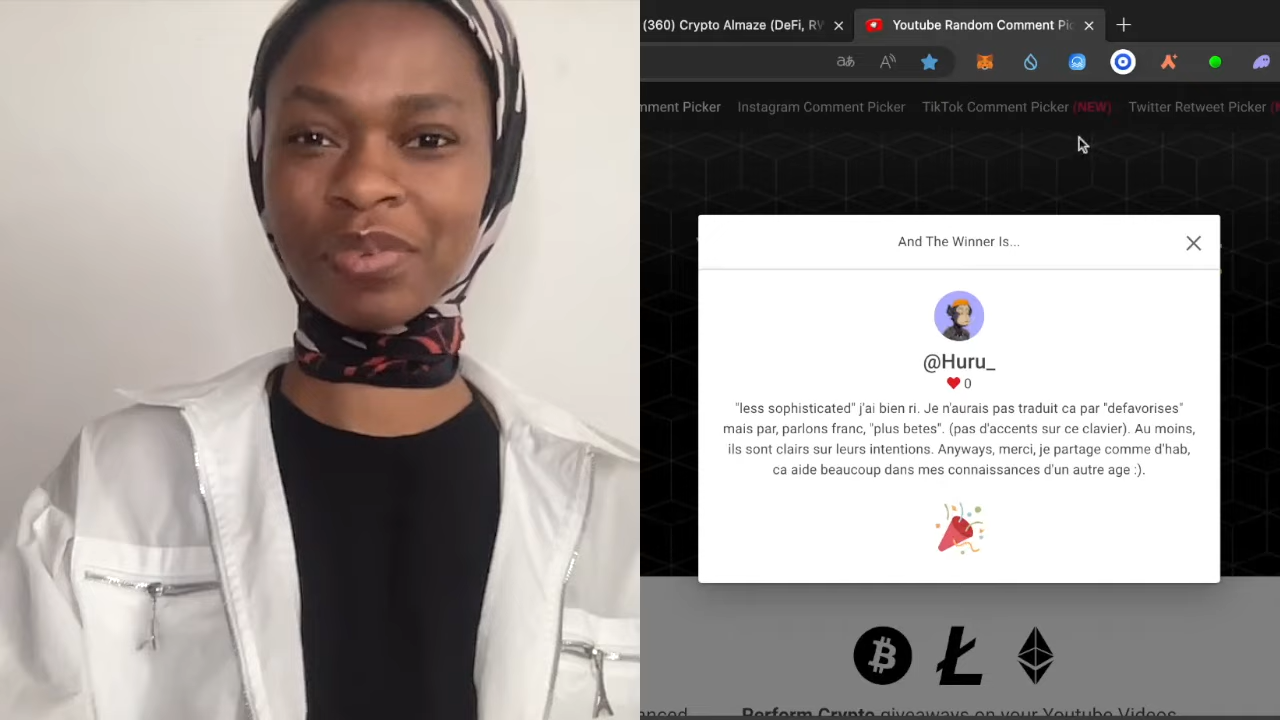 (360) Crypto Almaze (DeFi, RW
Youtube Random Comment Pic
mment Picker Instagram Comment Picker TikTok Comment Picker (NEW) Twitter Retweet Picker
And The Winner Is...
@Huru_
0
"less sophisticated" j'ai bien ri. Je n'aurais pas traduit ca par "defavorises"
mais par, parlons franc, "plus betes". (pas d'accents sur ce clavier). Au moins,
ils sont clairs sur leurs intentions. Anyways, merci, je partage comme d'hab,
ca aide beaucoup dans mes connaissances d'un autre age :).
Perform Crypto giveaways on your Youtube Videos